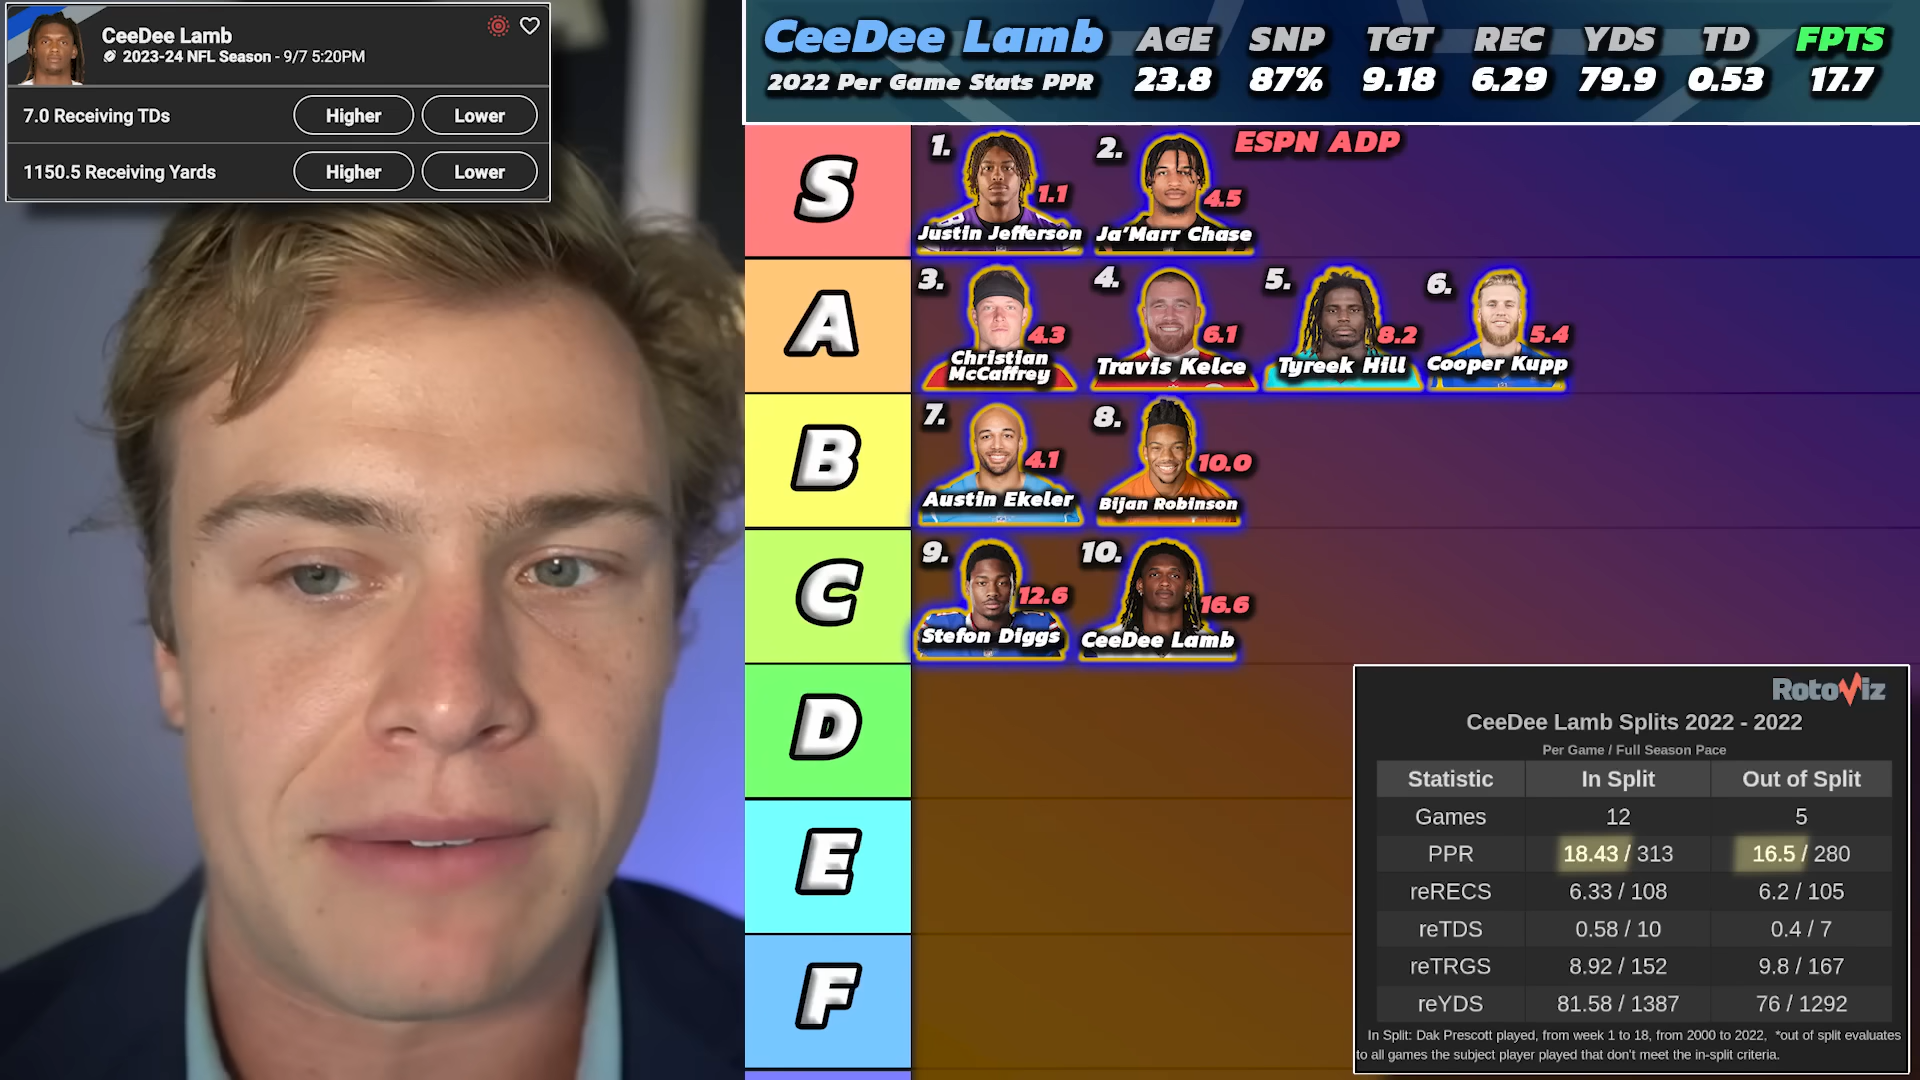 CeeDee Lamb
2023-24 NFL Season - 9/7 5:20PM
7.0 Receiving TDs Higher Lower
1150.5 Receiving Yards Higher Lower
CeeDee Lamb AGE SNP TGT REC YDS TD FPTS
2022 Per Game Stats PPR 23.8 87% 9.18 6.29 79.9 0.53 17.7
ESPN ADP
S
1. 1.1 Justin Jefferson
2. 4.5 Ja'Marr Chase
A
3. 4.3 Christian
McCaffrey
4. 6.1 Travis Kelce
5. 8.2 Tyreek Hill
6. 5.4 Cooper Kupp
B
7. 4.1 Austin Ekeler
8. 10.0 Bijan Robinson
C
9. 12.6 Stefon Diggs
10. 16.6 CeeDee Lamb
D
E
F
RotoViz
CeeDee Lamb Splits 2022 - 2022
Per Game / Full Season Pace
Statistic In Split Out of Split
Games 12 5
PPR 18.43 / 313 16.5 / 280
reRECS 6.33 / 108 6.2 / 105
reTDS 0.58 / 10 0.4 / 7
reTRGS 8.92 / 152 9.8 / 167
reYDS 81.58 / 1387 76 / 1292
In Split: Dak Prescott played, from week 1 to 18, from 2000 to 2022, *out of split evaluates
to all games the subject player played that don't meet the in-split criteria.